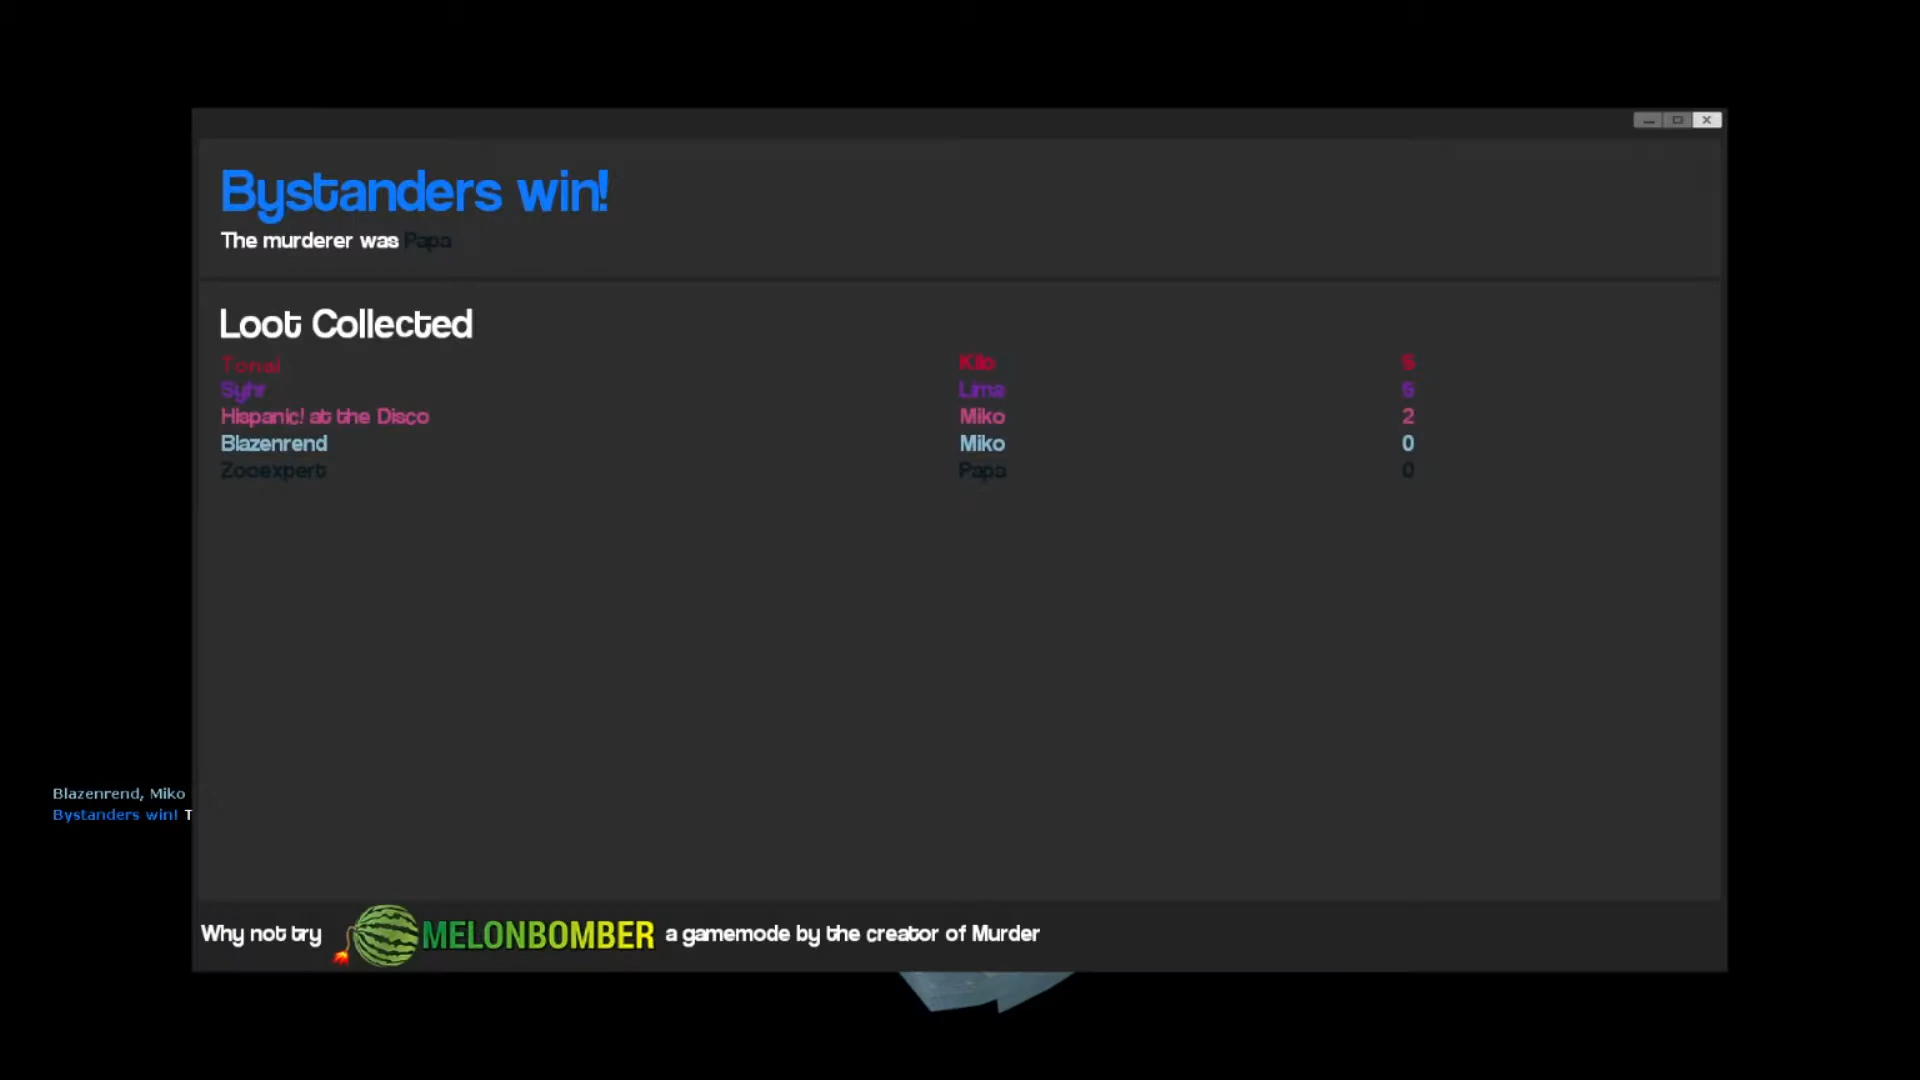 Bystanders win!
The murderer was Papa
Loot Collected
Tonal Kilo 5
Syhr Lima 5
Hispanic! at the Disco Miko 2
Blazenrend Miko 0
Zooexpert Papa 0
Blazenrend, Miko
Bystanders win! T
Why not try MELONBOMBER a gamemode by the creator of Murder